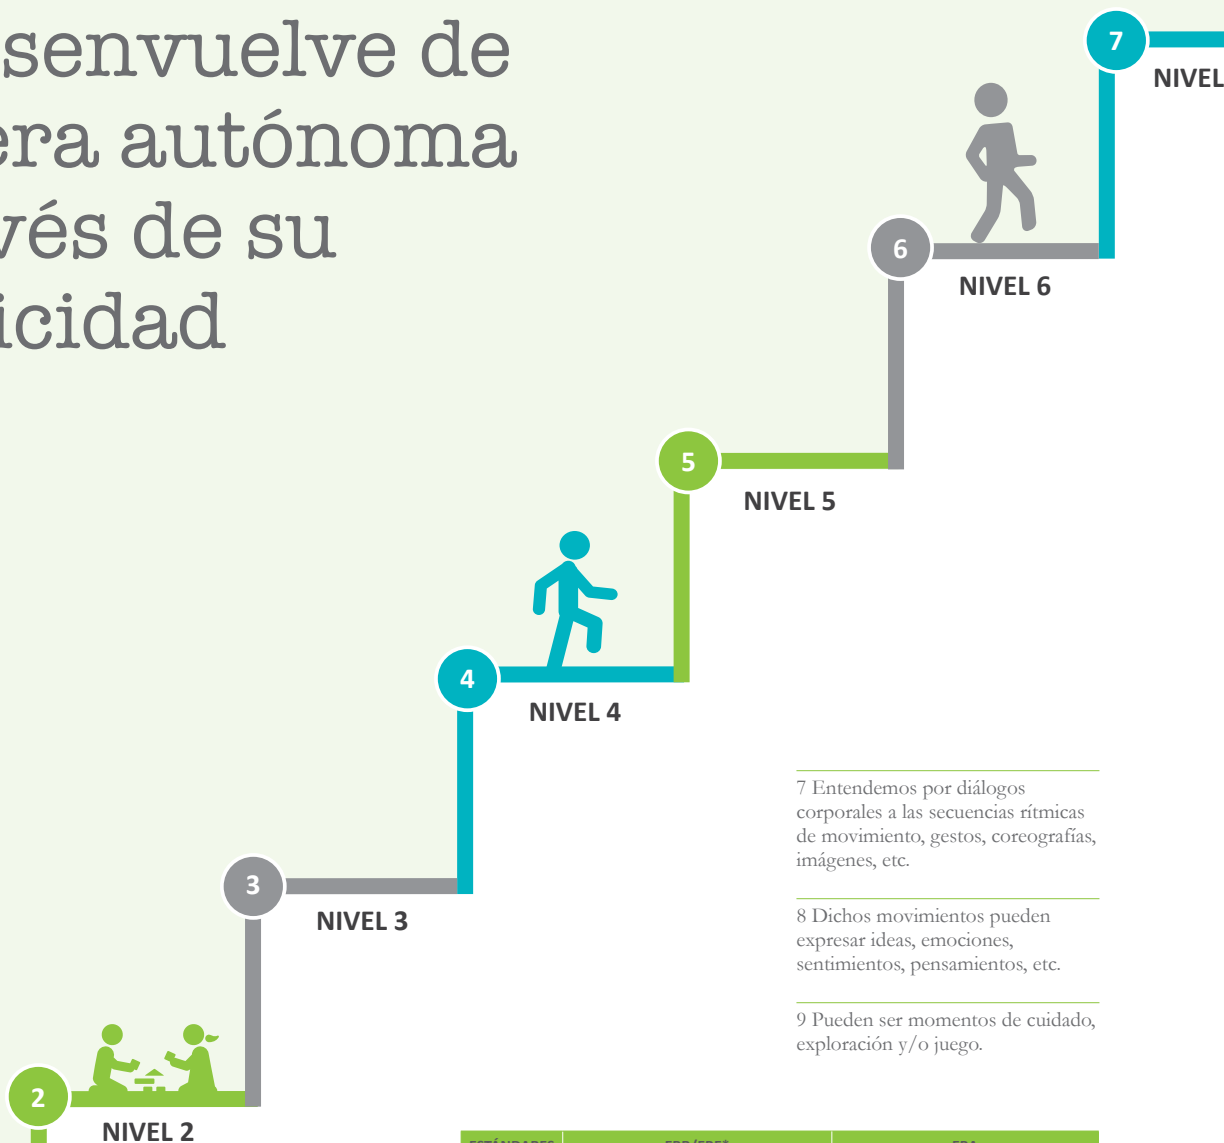 senvuelve de
era autónoma
vés de su
icidad
7
NIVEL
6
NIVEL 6
5
NIVEL 5
4
NIVEL 4
7 Entendemos por diálogos
corporales a las secuencias rítmicas
de movimiento, gestos, coreografías,
imágenes, etc.
3
NIVEL 3
8 Dichos movimientos pueden
expresar ideas, emociones,
sentimientos, pensamientos, etc.
9 Pueden ser momentos de cuidado,
exploración y/o juego.
2
NIVEL 2
ESTÁNDARES